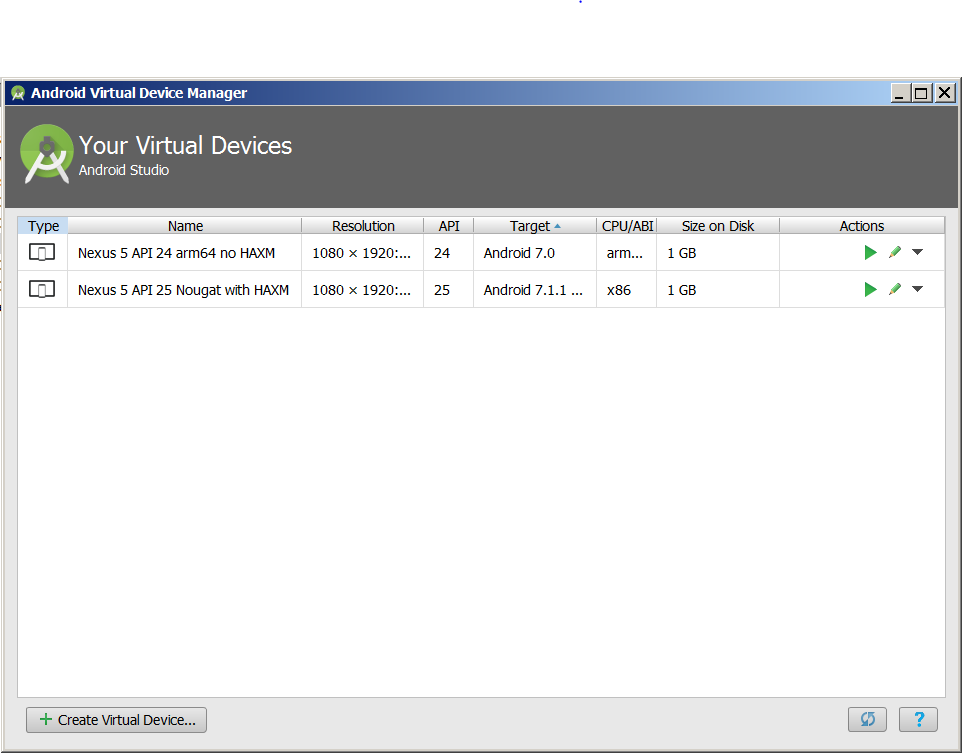 Android Virtual Device Manager
Your Virtual Devices
Android Studio
Type Name Resolution API Target CPU/ABI Size on Disk Actions
Nexus 5 API 24 arm64 no HAXM 1080 × 1920:... 24 Android 7.0 arm... 1 GB
Nexus 5 API 25 Nougat with HAXM 1080 × 1920:... 25 Android 7.1.1 ... x86 1 GB
+ Create Virtual Device... ?